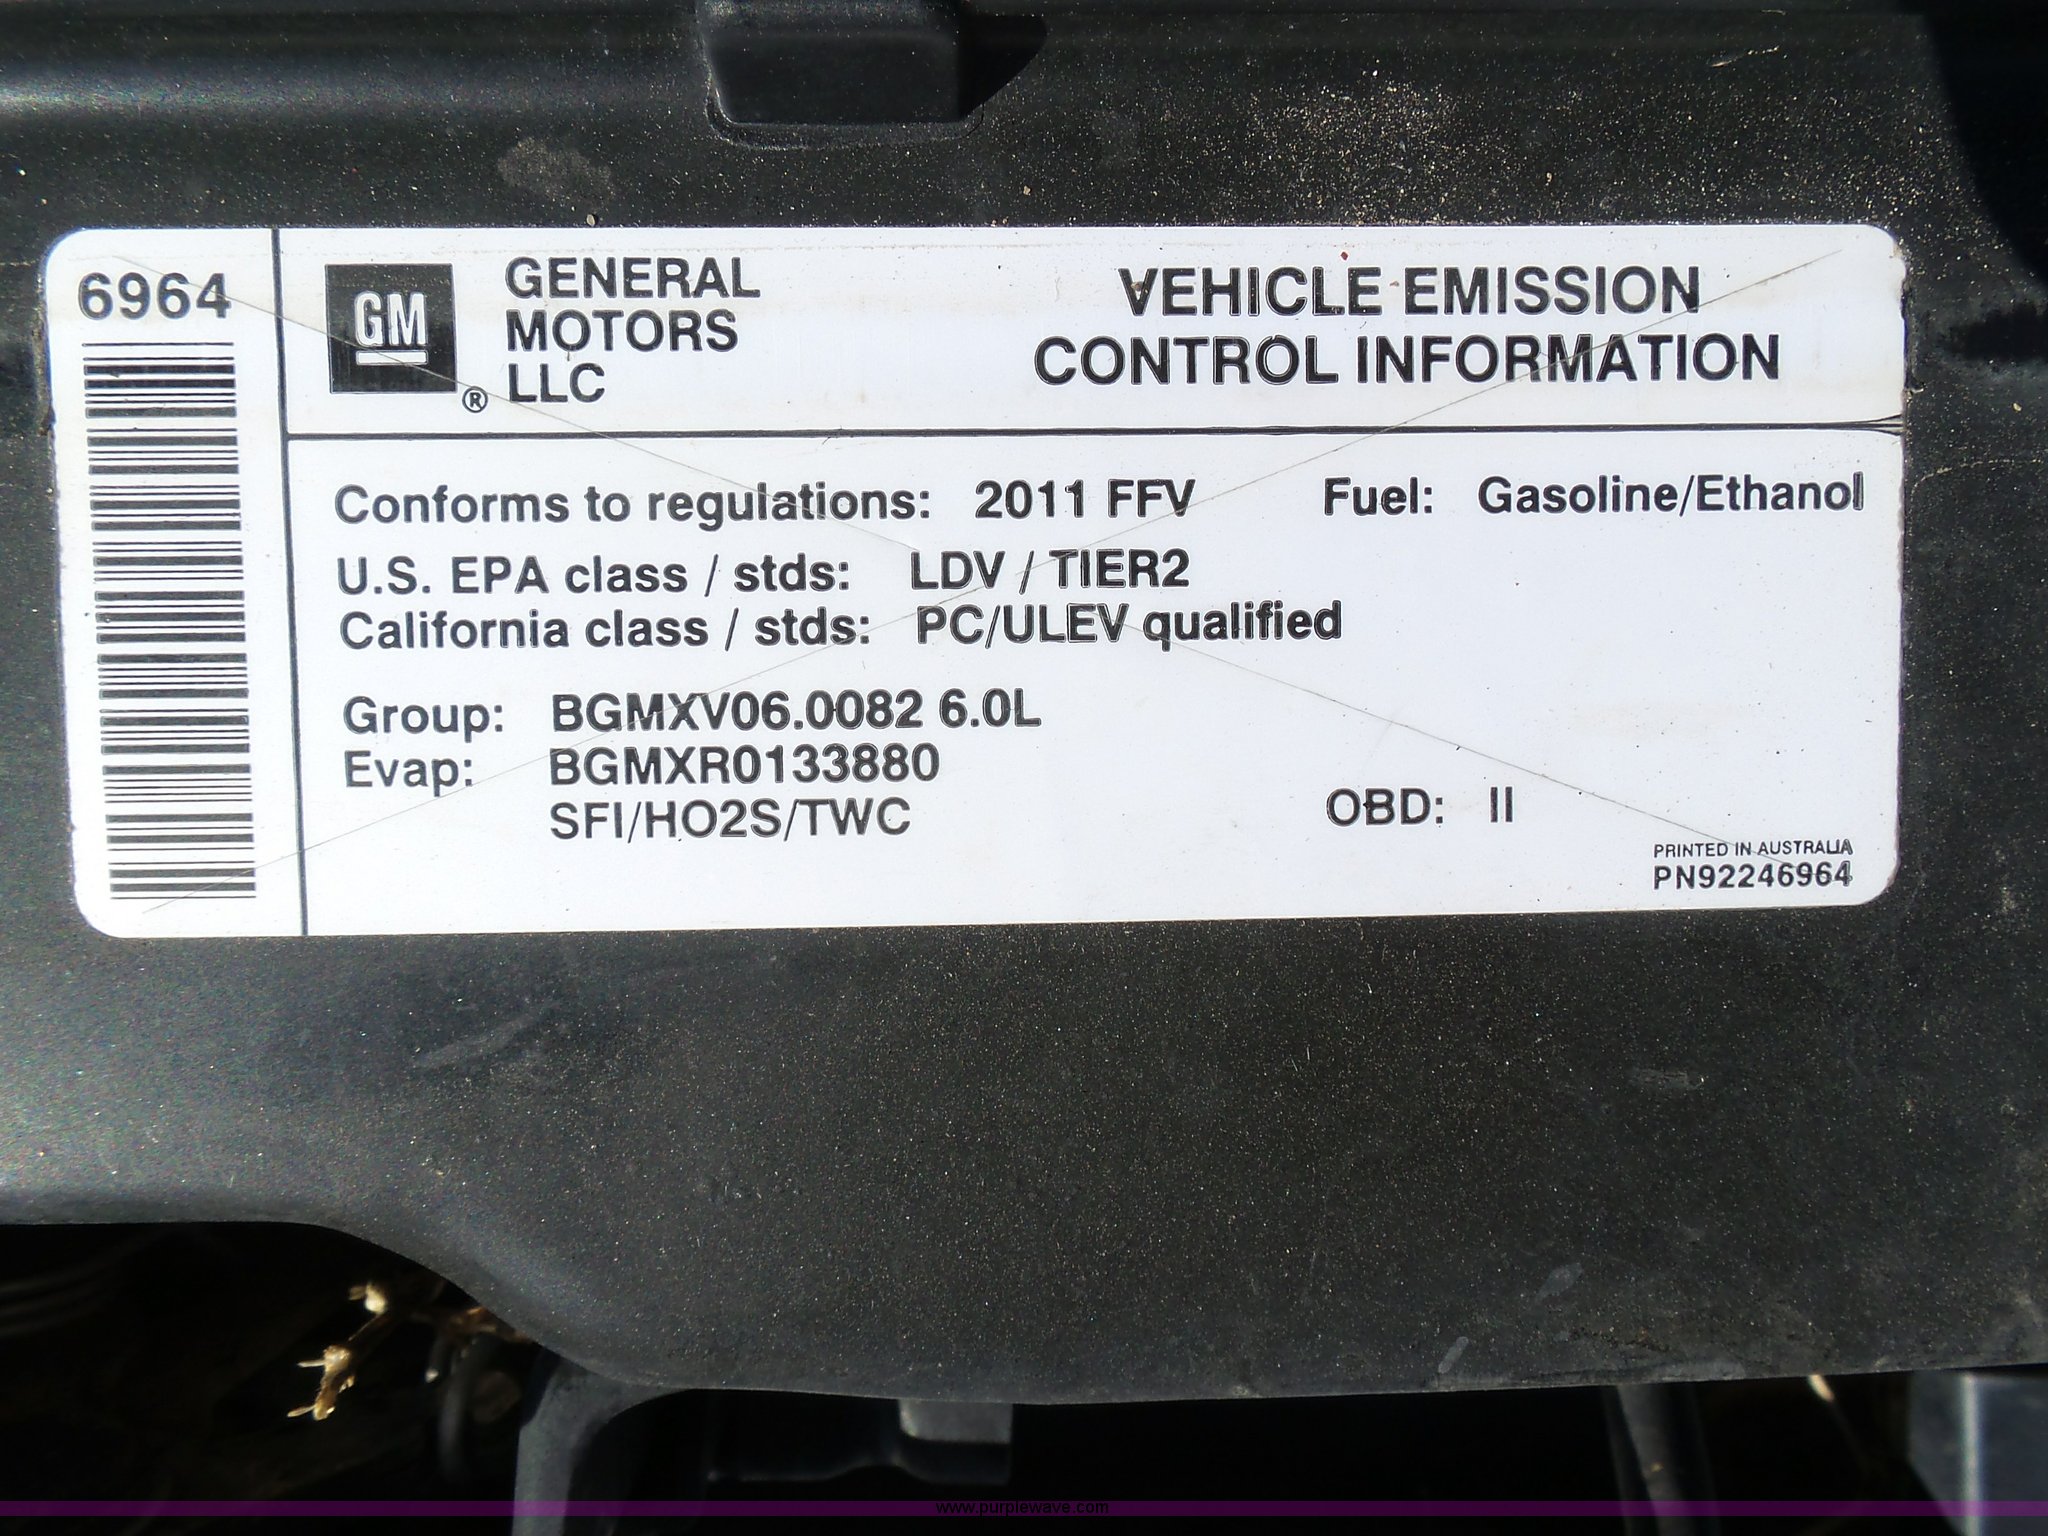 6964
GM
®
GENERAL
MOTORS
LLC
VEHICLE EMISSION
CONTROL INFORMATION
Conforms to regulations: 2011 FFV Fuel: Gasoline/Ethanol
U.S. EPA class / stds: LDV / TIER2
California class / stds: PC/ULEV qualified
Group: BGMXV06.0082 6.0L
Evap: BGMXR0133880
SFI/HO2S/TWC
OBD: II
PRINTED IN AUSTRALIA
PN92246964
www.purplewave.com